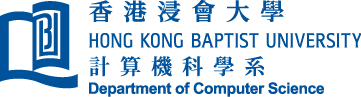 香港浸會大學
HONG KONG BAPTIST UNIVERSITY
計算機科學系
Department of Computer Science